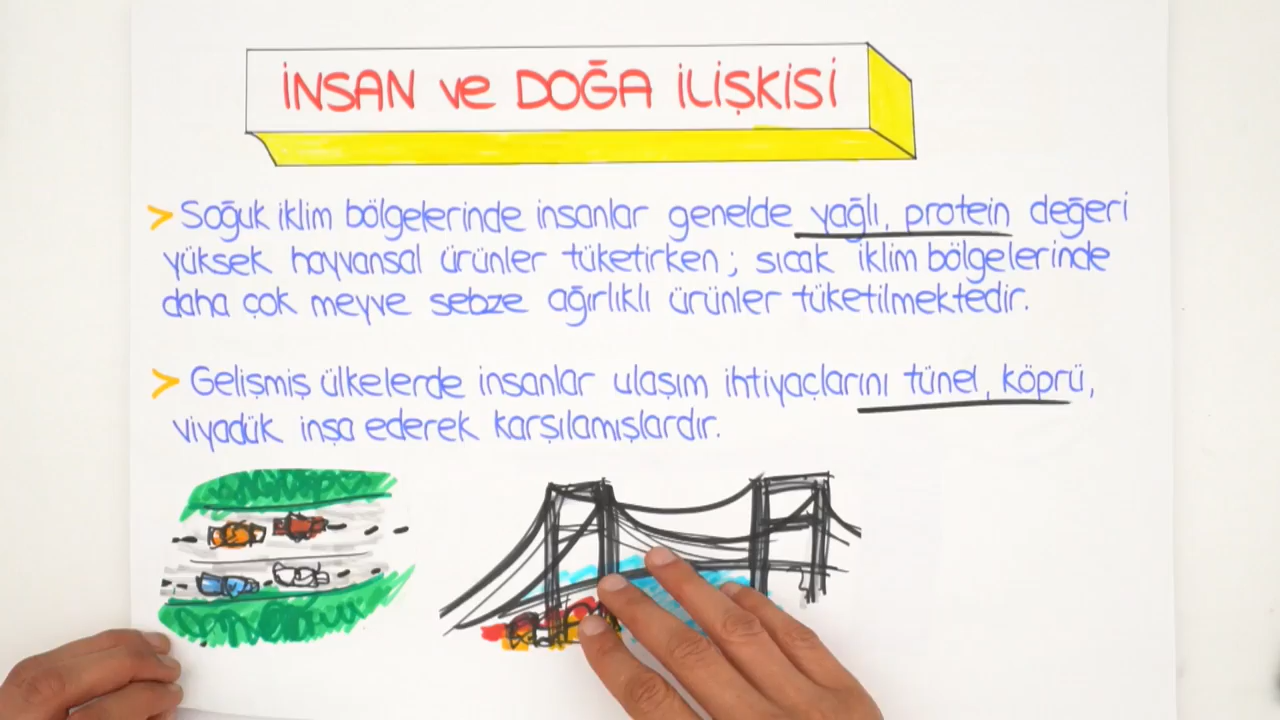 İNSAN ve DOĞA İLİŞKİSİ
> Soğuk iklim bölgelerinde insanlar genelde yağlı, protein değeri
yüksek hayvansal ürünler tüketirken; sıcak iklim bölgelerinde
daha çok meyve sebze ağırlıklı ürünler tüketilmektedir.
> Gelişmiş ülkelerde insanlar ulaşım ihtiyaçlarını tünel, köprü,
viyadük inşa ederek karşılamışlardır.